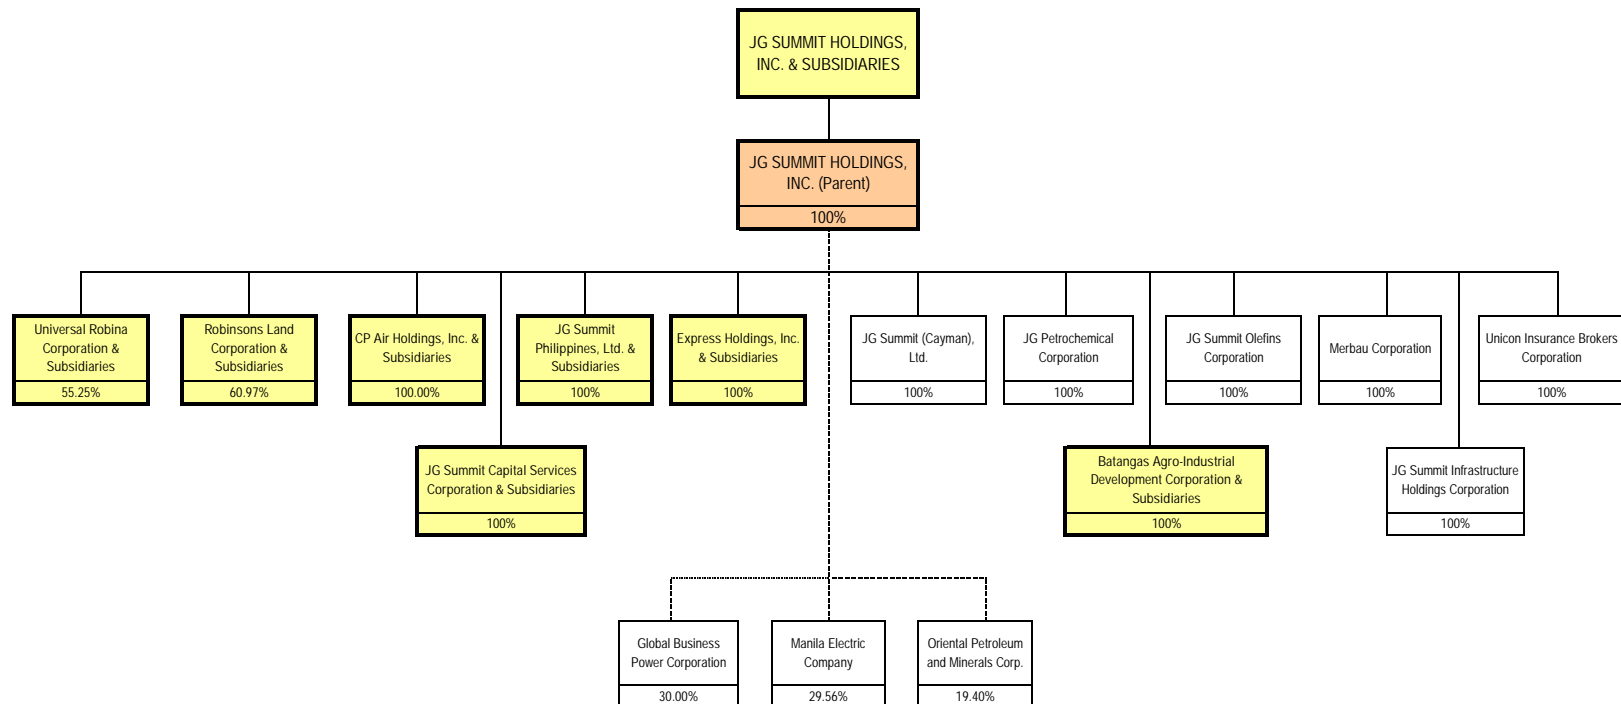 JG SUMMIT HOLDINGS,
INC. & SUBSIDIARIES
JG SUMMIT HOLDINGS,
INC. (Parent)
100%
Universal Robina
Corporation &
Subsidiaries
55.25%
Robinsons Land
Corporation &
Subsidiaries
60.97%
CP Air Holdings, Inc. &
Subsidiaries
100.00%
JG Summit
Philippines, Ltd. &
Subsidiaries
100%
Express Holdings, Inc.
& Subsidiaries
100%
JG Summit (Cayman),
Ltd.
100%
JG Petrochemical
Corporation
100%
JG Summit Olefins
Corporation
100%
Merbau Corporation
100%
Unicon Insurance Brokers
Corporation
100%
JG Summit Capital Services
Corporation & Subsidiaries
100%
Batangas Agro-Industrial
Development Corporation &
Subsidiaries
100%
JG Summit Infrastructure
Holdings Corporation
100%
Global Business
Power Corporation
30.00%
Manila Electric
Company
29.56%
Oriental Petroleum
and Minerals Corp.
19.40%